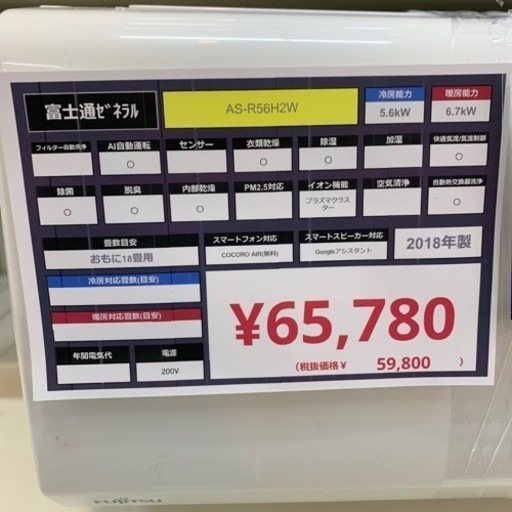 富士通ゼネラル
AS-R56H2W
冷房能力
5.6kW
暖房能力
6.7kW
フィルター自動洗浄
AI自動運転
○
センサー
衣類乾燥
○
除湿
○
加湿
快適気流/気流制御
○
除菌
○
脱臭
○
内部乾燥
○
PM2.5対応
イオン機能
プラズマクラスター
空気清浄
自動熱交換器洗浄
○
畳数目安
おもに18畳用
スマートフォン対応
COCORO AIR(無料)
スマートスピーカー対応
Googleアシスタント
2018年製
冷房対応畳数(目安)
暖房対応畳数(目安)
年間電気代
電源
200V
¥65,780
(税抜価格¥ 59,800 )
FUJITSU